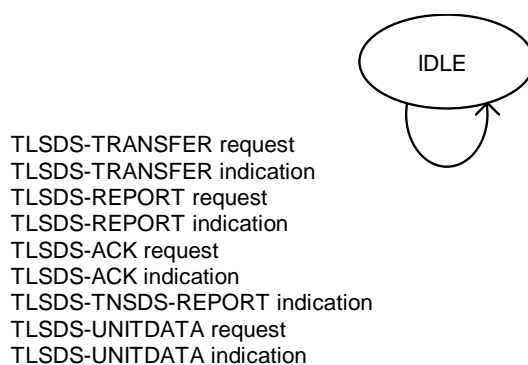 IDLE
TLSDS-TRANSFER request
TLSDS-TRANSFER indication
TLSDS-REPORT request
TLSDS-REPORT indication
TLSDS-ACK request
TLSDS-ACK indication
TLSDS-TNSDS-REPORT indication
TLSDS-UNITDATA request
TLSDS-UNITDATA indication